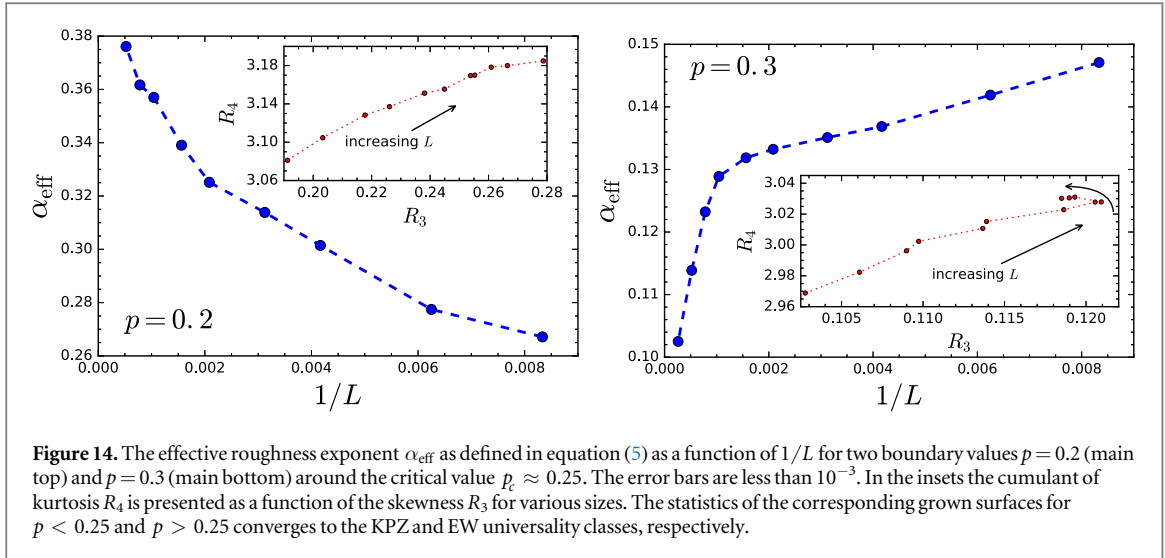 0.38
0.36
0.34
0.32
0.30
0.28
0.26
α_eff
0.000 0.002 0.004 0.006 0.008
1/L
p = 0.2
3.18
3.14
3.10
3.06
R_4
0.20 0.22 0.24 0.26 0.28
R_3
increasing L
0.15
0.14
0.13
0.12
0.11
0.10
α_eff
0.000 0.002 0.004 0.006 0.008
1/L
p = 0.3
3.04
3.02
3.00
2.98
2.96
R_4
0.105 0.110 0.115 0.120
R_3
increasing L
Figure 14. The effective roughness exponent α_eff as defined in equation (5) as a function of 1/L for two boundary values p = 0.2 (main
top) and p = 0.3 (main bottom) around the critical value p_c ≈ 0.25. The error bars are less than 10^−3. In the insets the cumulant of
kurtosis R_4 is presented as a function of the skewness R_3 for various sizes. The statistics of the corresponding grown surfaces for
p < 0.25 and p > 0.25 converges to the KPZ and EW universality classes, respectively.